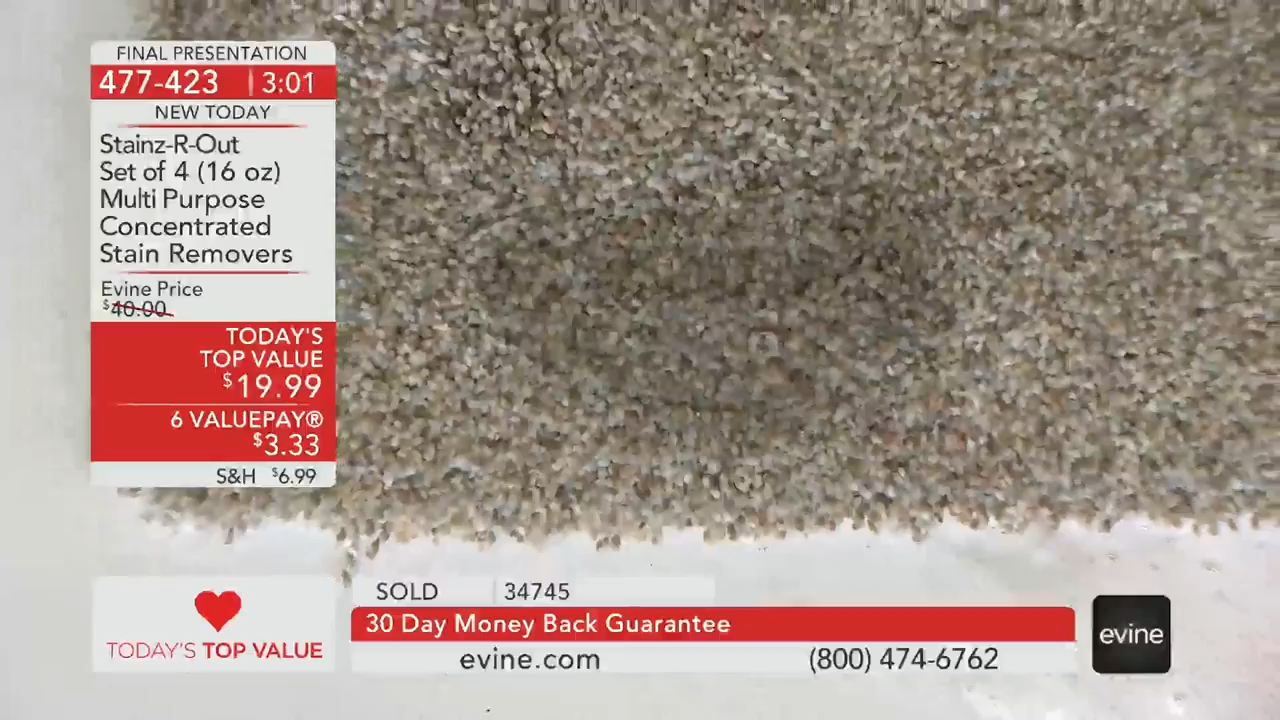 FINAL PRESENTATION
477-423 3:01
NEW TODAY
Stainz-R-Out
Set of 4 (16 oz)
Multi Purpose
Concentrated
Stain Removers
Evine Price
$40.00
TODAY'S
TOP VALUE
$19.99
6 VALUEPAY®
$3.33
S&H $6.99
TODAY'S TOP VALUE
SOLD 34745
30 Day Money Back Guarantee
evine.com (800) 474-6762
evine